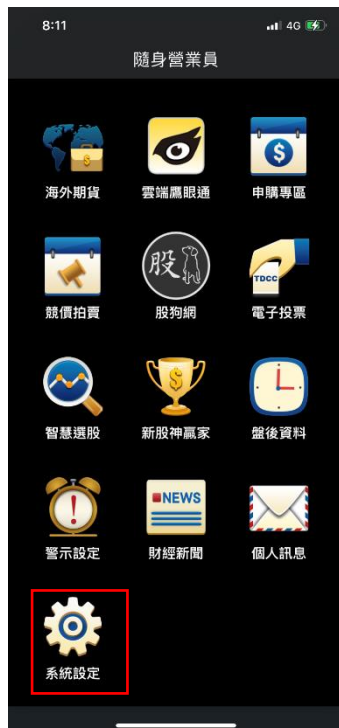 8:11
4G
隨身營業員
海外期貨
雲端鷹眼通
申購專區
競價拍賣
股
股狗網
TDCC
電子投票
智慧選股
新股神贏家
盤後資料
NEWS
警示設定
財經新聞
個人訊息
系統設定